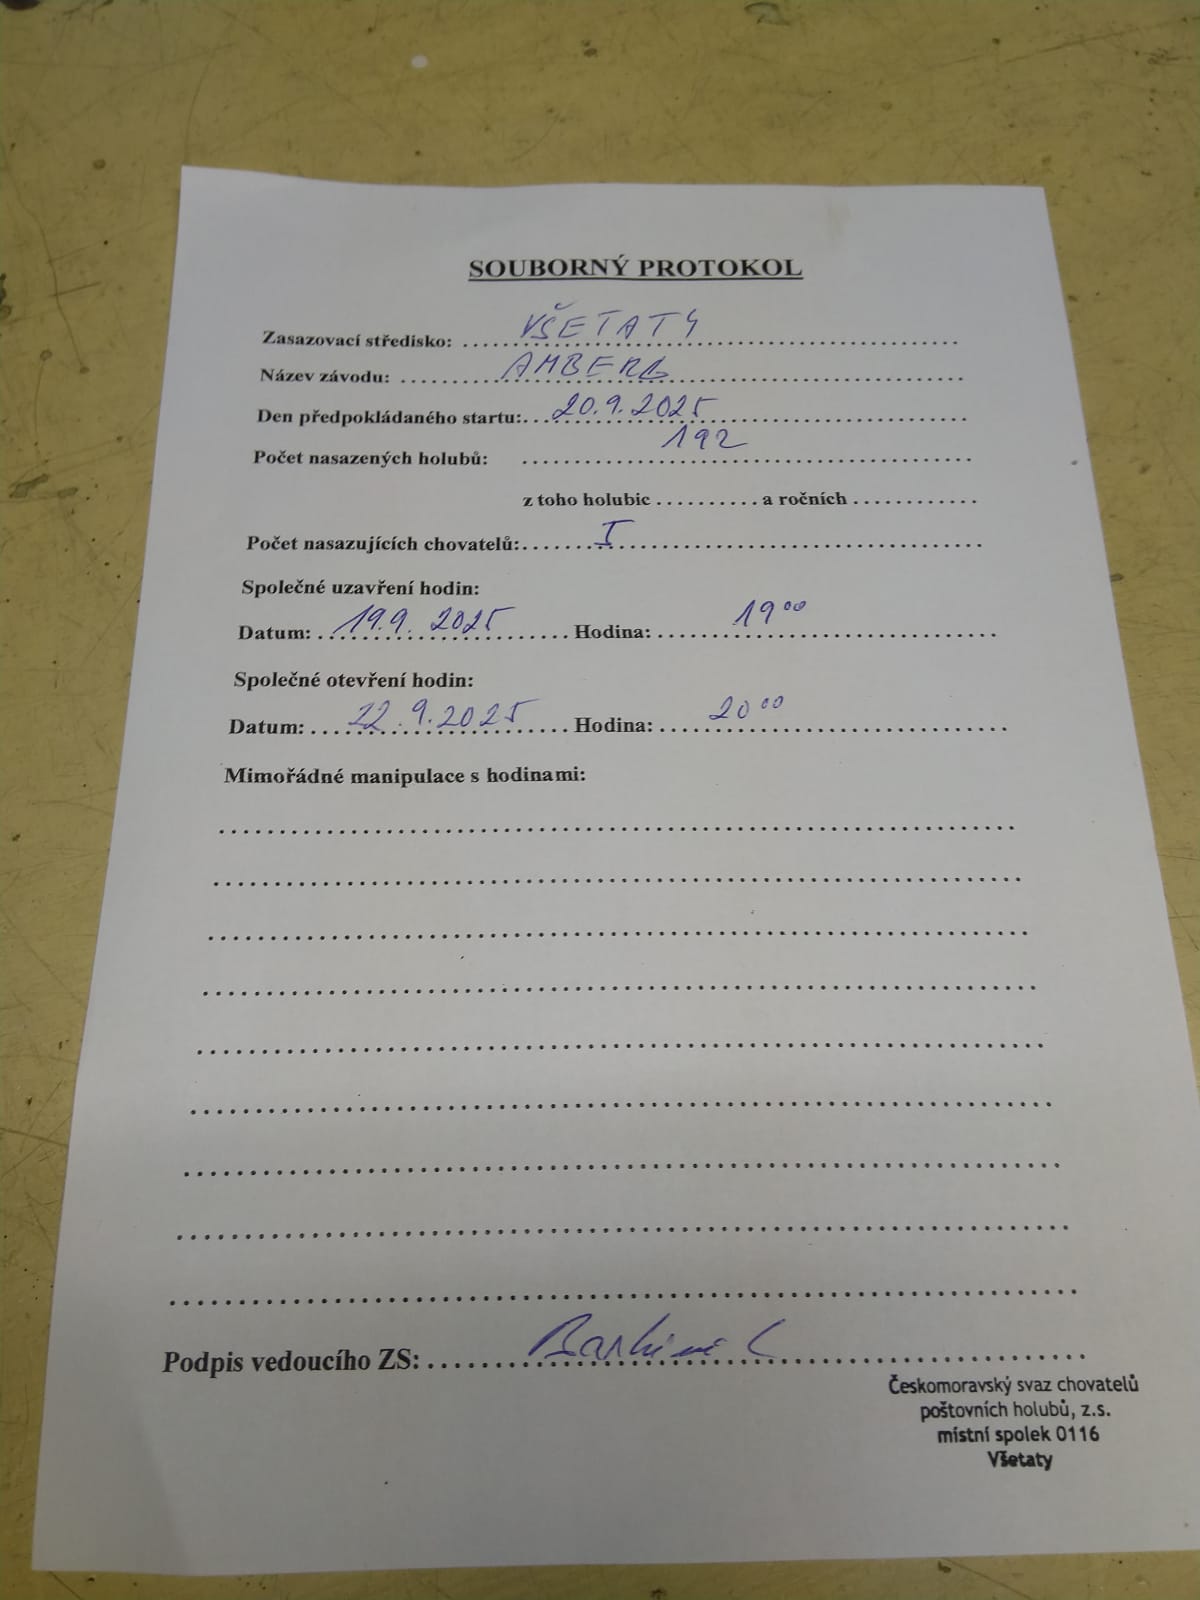 SOUBORNÝ PROTOKOL
Zasazovací středisko: VŠETATY
Název závodu: AMBERG
Den předpokládaného startu: 20.9.2025
Počet nasazených holubů: 192
z toho holubic .......... a ročních ............
Počet nasazujících chovatelů: I
Společné uzavření hodin:
Datum: 19.9. 2025 Hodina: 19⁰⁰
Společné otevření hodin:
Datum: 22.9.2025 Hodina: 20⁰⁰
Mimořádné manipulace s hodinami:
Podpis vedoucího ZS:
Českomoravský svaz chovatelů
poštovních holubů, z.s.
místní spolek 0116
Všetaty